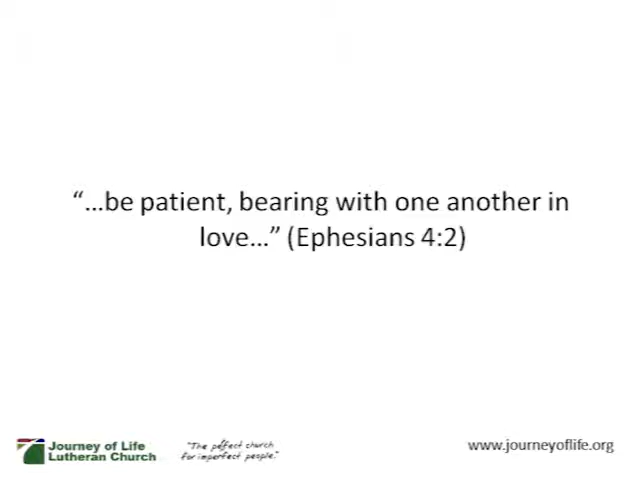 “…be patient, bearing with one another in
love…” (Ephesians 4:2)
Journey of Life
Lutheran Church
"The perfect church
for imperfect people."
www.journeyoflife.org